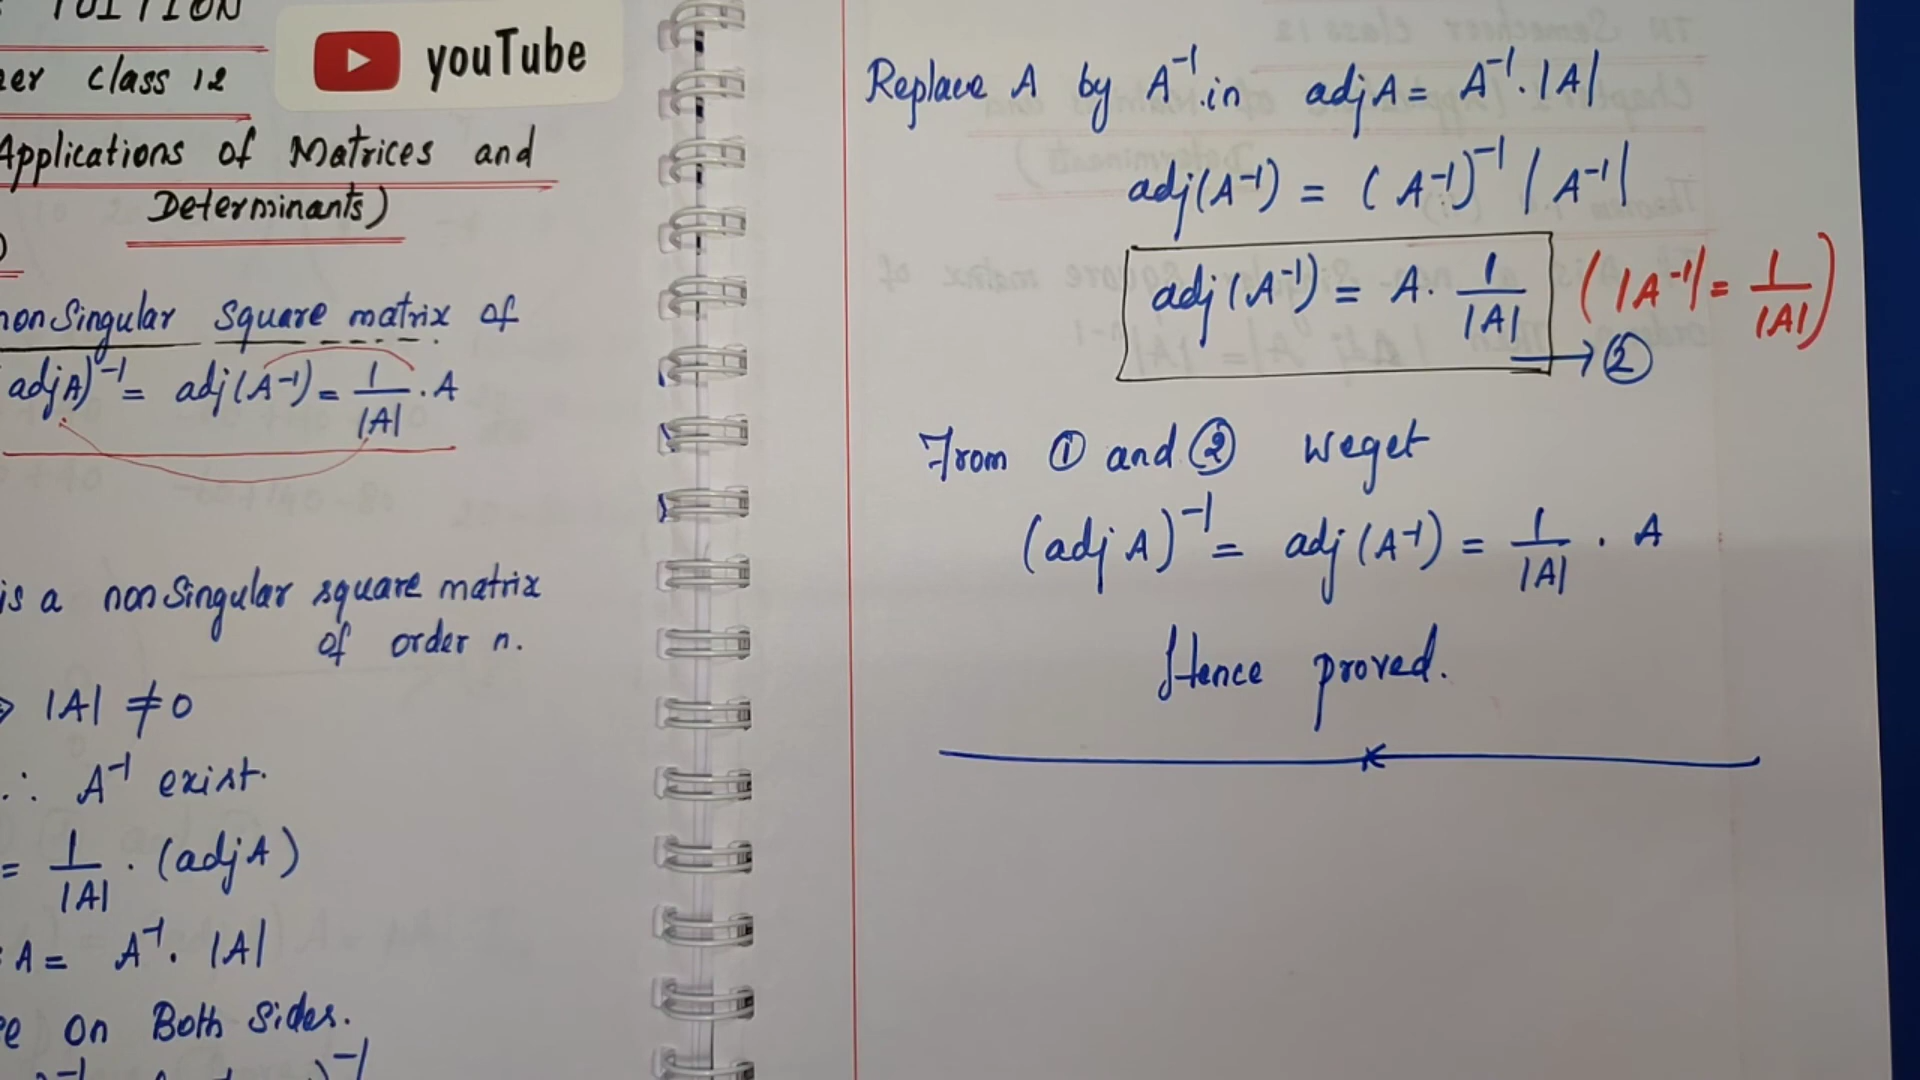 TUITION
youTube
class 12
Applications of Matrices and
Determinants)
non Singular square matrix of
adjA)⁻¹ = adj(A⁻¹) = 1/|A| . A
is a non singular square matrix
of order n.
|A| ≠ 0
∴ A⁻¹ exist.
= 1/|A| . (adjA)
A = A⁻¹ . |A|
on Both sides.
Replace A by A⁻¹ in adjA = A⁻¹ . |A|
adj(A⁻¹) = (A⁻¹)⁻¹ |A⁻¹|
adj(A⁻¹) = A . 1/|A| (|A⁻¹| = 1/|A|)
→ ②
From ① and ② weget
(adj A)⁻¹ = adj(A⁻¹) = 1/|A| . A
Hence proved.